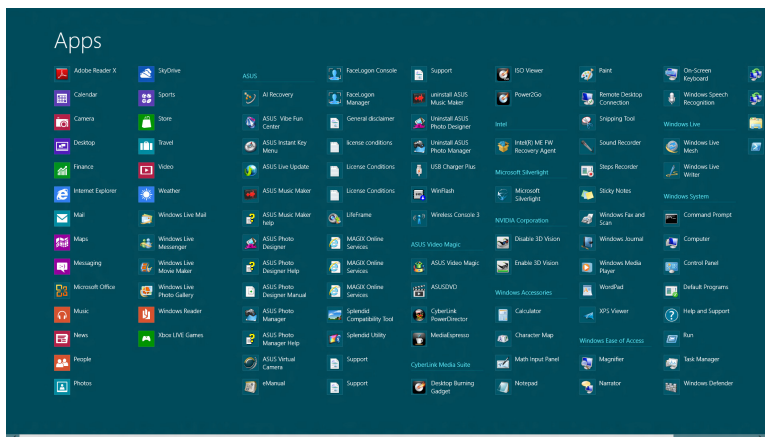 Apps
Adobe Reader X
Calendar
Camera
Desktop
Finance
Internet Explorer
Mail
Maps
Messaging
Microsoft Office
Music
News
People
Photos
SkyDrive
Sports
Store
Travel
Video
Weather
Windows Live Mail
Windows Live
Messenger
Windows Live
Movie Maker
Windows Live
Photo Gallery
Windows Reader
Xbox LIVE Games
ASUS
AI Recovery
ASUS Vibe Fun
Center
ASUS Instant Key
Menu
ASUS Live Update
ASUS Music Maker
ASUS Music Maker
help
ASUS Photo
Designer
ASUS Photo
Designer Help
ASUS Photo
Designer Manual
ASUS Photo
Manager
ASUS Photo
Manager Help
ASUS Virtual
Camera
eManual
FaceLogon Console
FaceLogon
Manager
General disclaimer
license conditions
License Conditions
License Conditions
LifeFrame
MAGIX Online
Services
MAGIX Online
Services
MAGIX Online
Services
Splendid
Compatibility Tool
Splendid Utility
Support
Support
Support
uninstall ASUS
Music Maker
Uninstall ASUS
Photo Designer
Uninstall ASUS
Photo Manager
USB Charger Plus
WinFlash
Wireless Console 3
ASUS Video Magic
ASUS Video Magic
ASUSDVD
CyberLink
PowerDirector
MediaEspresso
CyberLink Media Suite
Desktop Burning
Gadget
ISO Viewer
Power2Go
Intel
Intel(R) ME FW
Recovery Agent
Microsoft Silverlight
Microsoft
Silverlight
NVIDIA Corporation
Disable 3D Vision
Enable 3D Vision
Windows Accessories
Calculator
Character Map
Math Input Panel
Notepad
Paint
Remote Desktop
Connection
Snipping Tool
Sound Recorder
Steps Recorder
Sticky Notes
Windows Fax and
Scan
Windows Journal
Windows Media
Player
WordPad
XPS Viewer
Windows Ease of Access
Magnifier
Narrator
On-Screen
Keyboard
Windows Speech
Recognition
Windows Live
Windows Live
Mesh
Windows Live
Writer
Windows System
Command Prompt
Computer
Control Panel
Default Programs
Help and Support
Run
Task Manager
Windows Defender